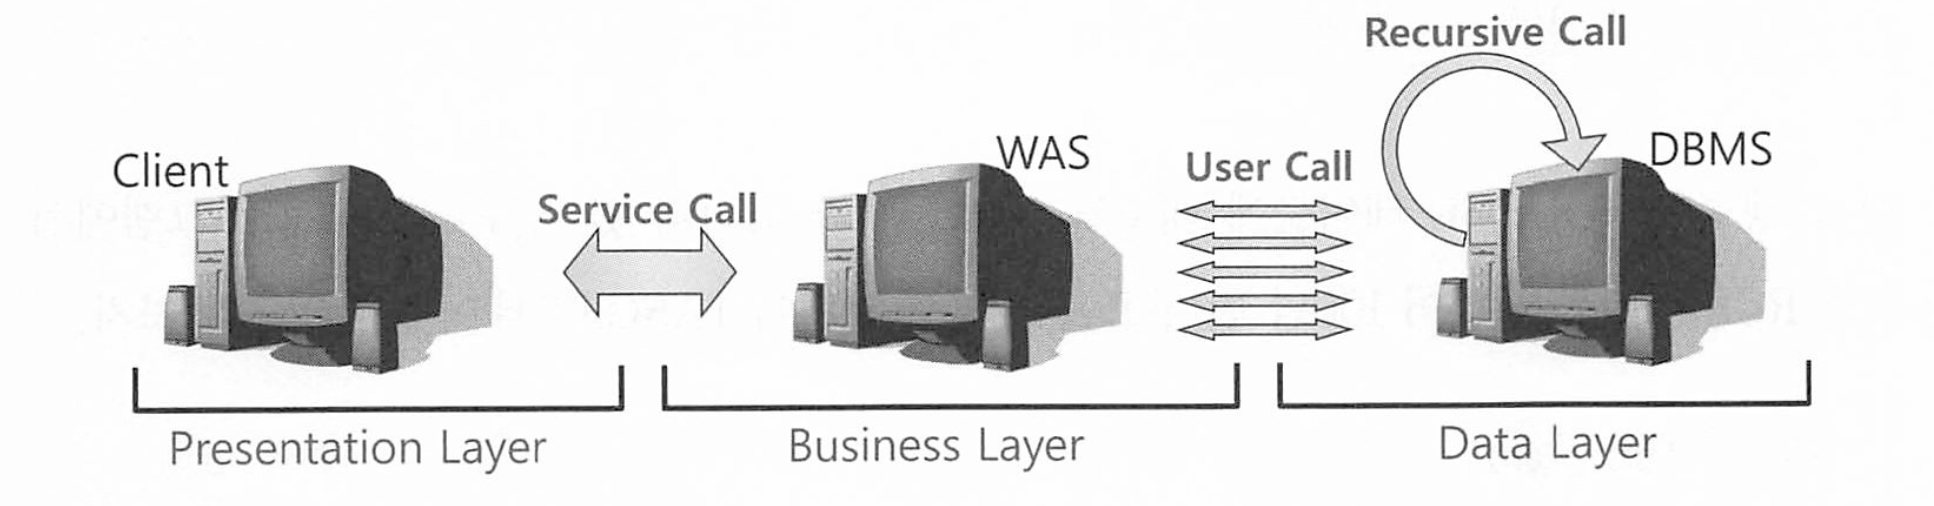 Recursive Call
Client
WAS
DBMS
Service Call
User Call
Presentation Layer
Business Layer
Data Layer